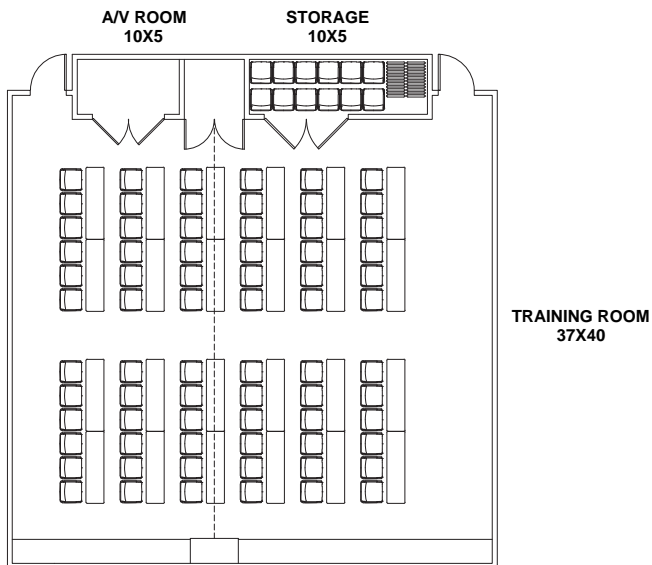 A/V ROOM
10X5
STORAGE
10X5
TRAINING ROOM
37X40